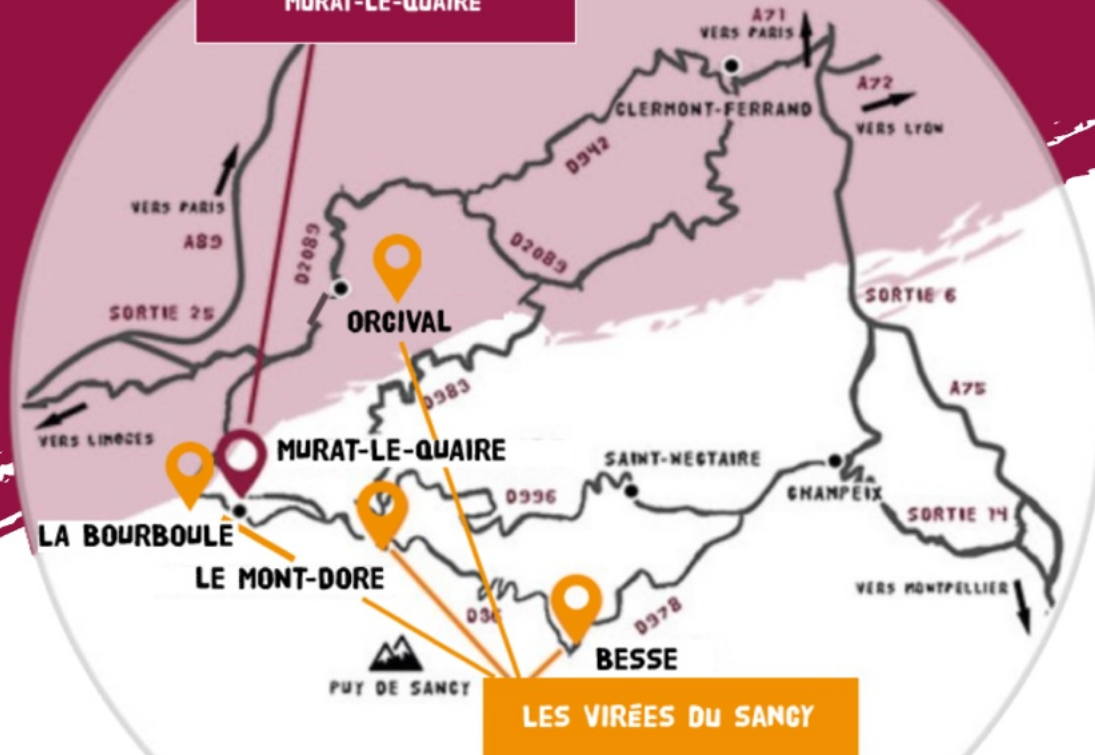 MURAT-LE-QUAIRE
A71
VERS PARIS
CLERMONT-FERRAND
A72
VERS LYON
D942
VERS PARIS
A89
D2089
D2089
SORTIE 25
ORCIVAL
SORTIE 6
D983
A75
VERS LIMOGES
MURAT-LE-QUAIRE
SAINT-NECTAIRE
CHAMPEIX
D996
SORTIE 14
LA BOURBOULE
LE MONT-DORE
VERS MONTPELLIER
D36
D978
BESSE
PUY DE SANCY
LES VIRÉES DU SANCY